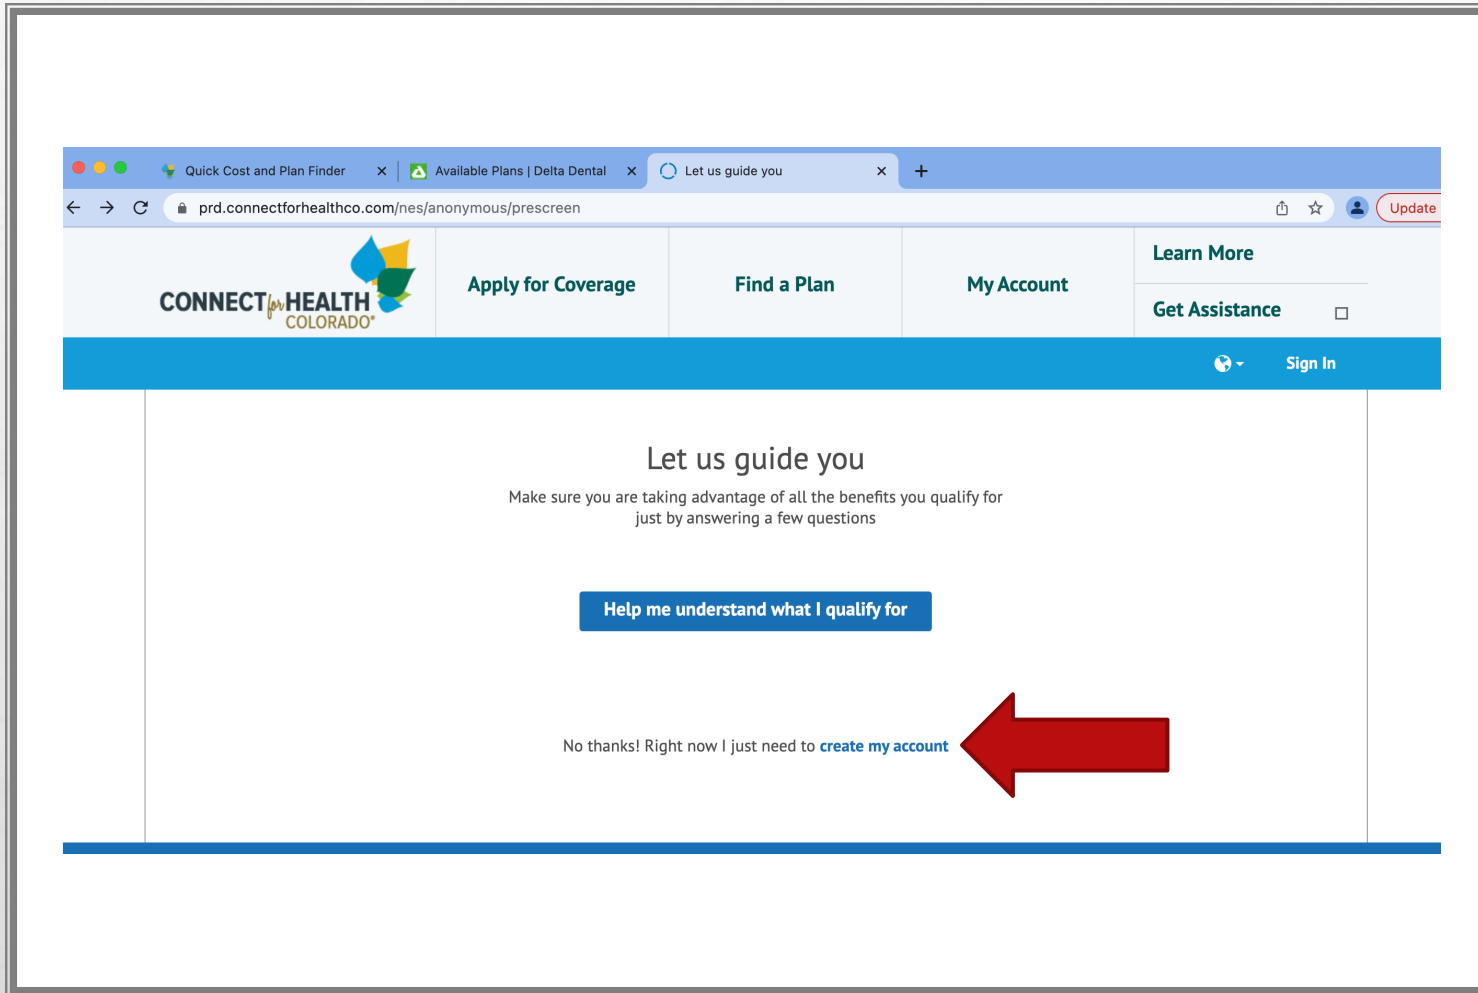 Quick Cost and Plan Finder
Available Plans | Delta Dental
Let us guide you
prd.connectforhealthco.com/nes/anonymous/prescreen
Update
CONNECT for HEALTH
COLORADO®
Apply for Coverage
Find a Plan
My Account
Learn More
Get Assistance
Sign In
Let us guide you
Make sure you are taking advantage of all the benefits you qualify for
just by answering a few questions
Help me understand what I qualify for
No thanks! Right now I just need to create my account